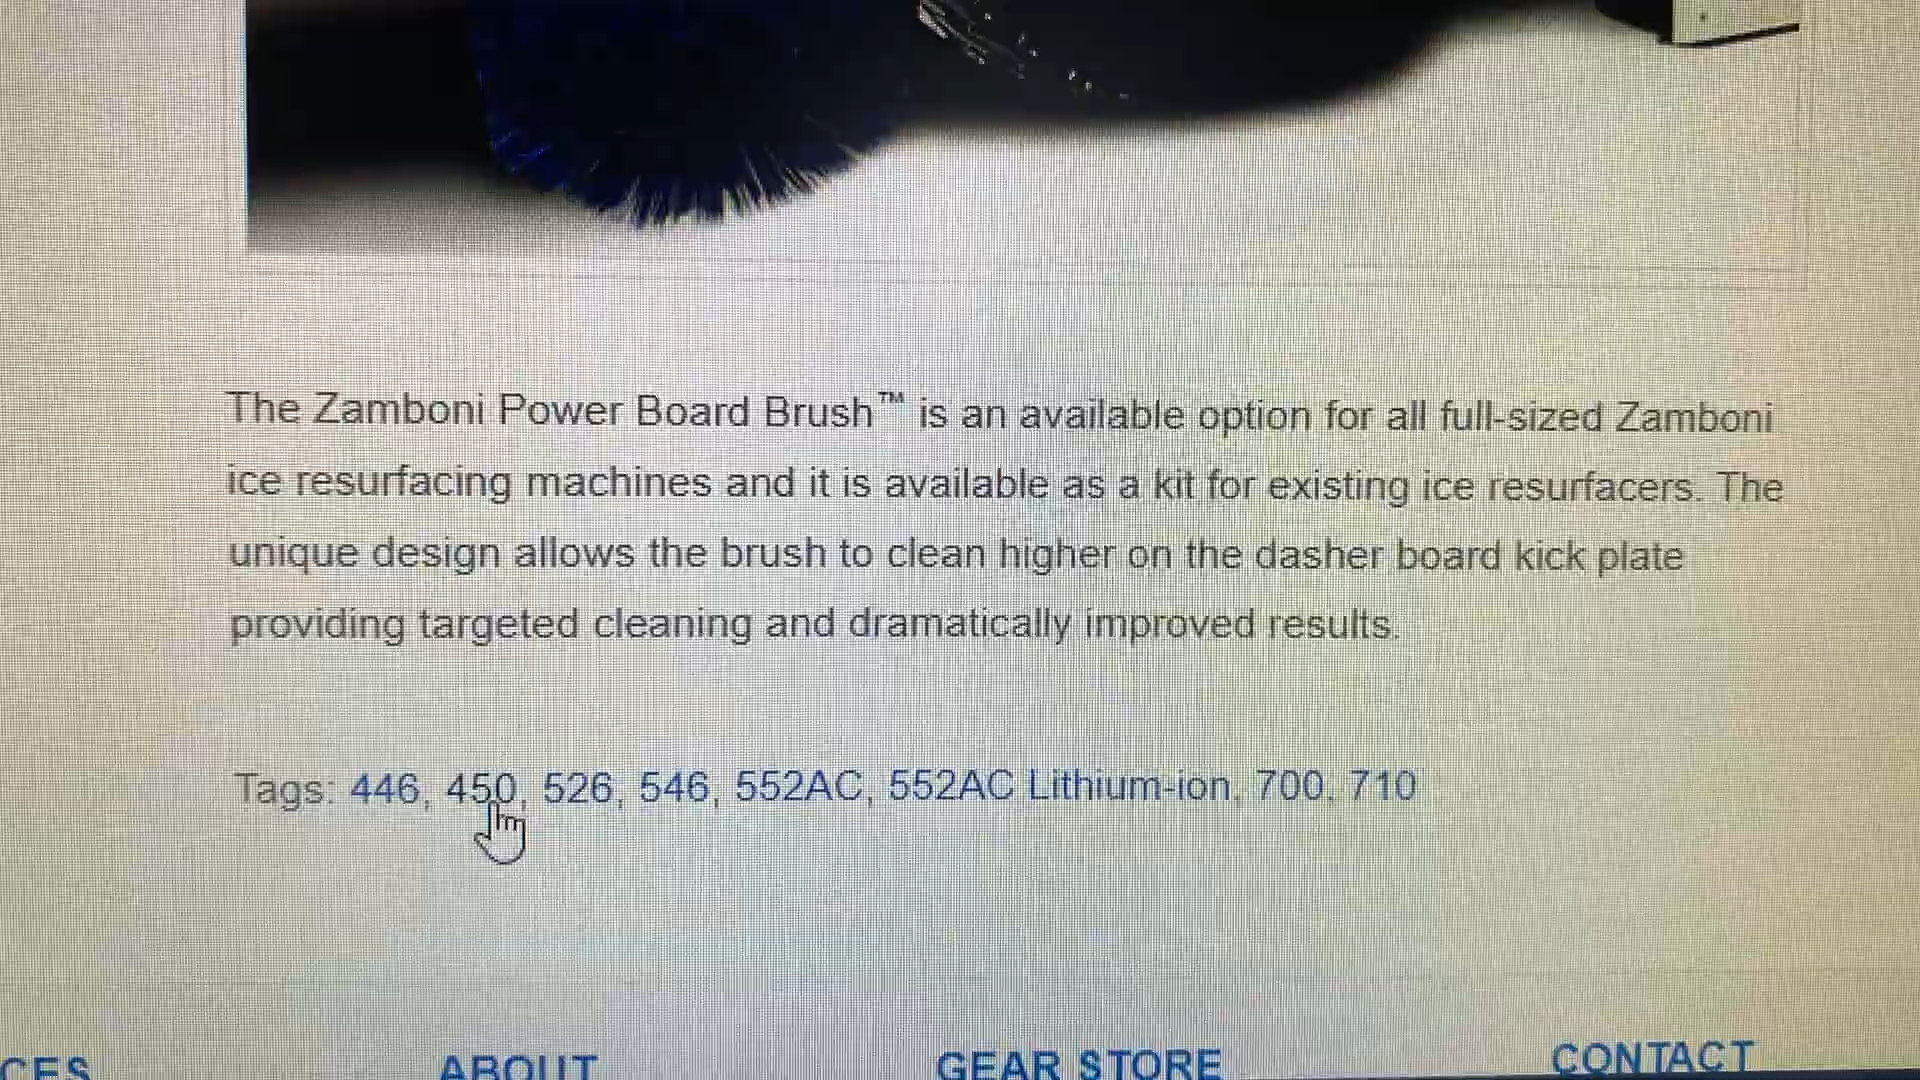 The Zamboni Power Board Brush™ is an available option for all full-sized Zamboni
ice resurfacing machines and it is available as a kit for existing ice resurfacers. The
unique design allows the brush to clean higher on the dasher board kick plate
providing targeted cleaning and dramatically improved results.
Tags: 446, 450, 526, 546, 552AC, 552AC Lithium-ion, 700, 710
CES ABOUT GEAR STORE CONTACT